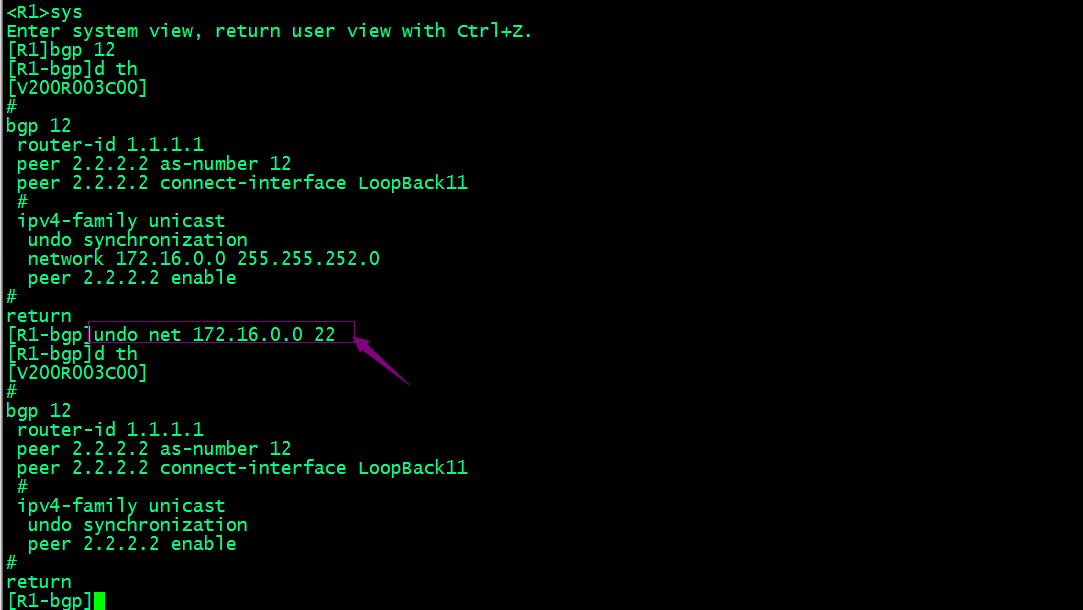 <R1>sys
Enter system view, return user view with Ctrl+Z.
[R1]bgp 12
[R1-bgp]d th
[V200R003C00]
#
bgp 12
router-id 1.1.1.1
peer 2.2.2.2 as-number 12
peer 2.2.2.2 connect-interface LoopBack11
#
ipv4-family unicast
undo synchronization
network 172.16.0.0 255.255.252.0
peer 2.2.2.2 enable
#
return
[R1-bgp]undo net 172.16.0.0 22
[R1-bgp]d th
[V200R003C00]
#
bgp 12
router-id 1.1.1.1
peer 2.2.2.2 as-number 12
peer 2.2.2.2 connect-interface LoopBack11
#
ipv4-family unicast
undo synchronization
peer 2.2.2.2 enable
#
return
[R1-bgp]